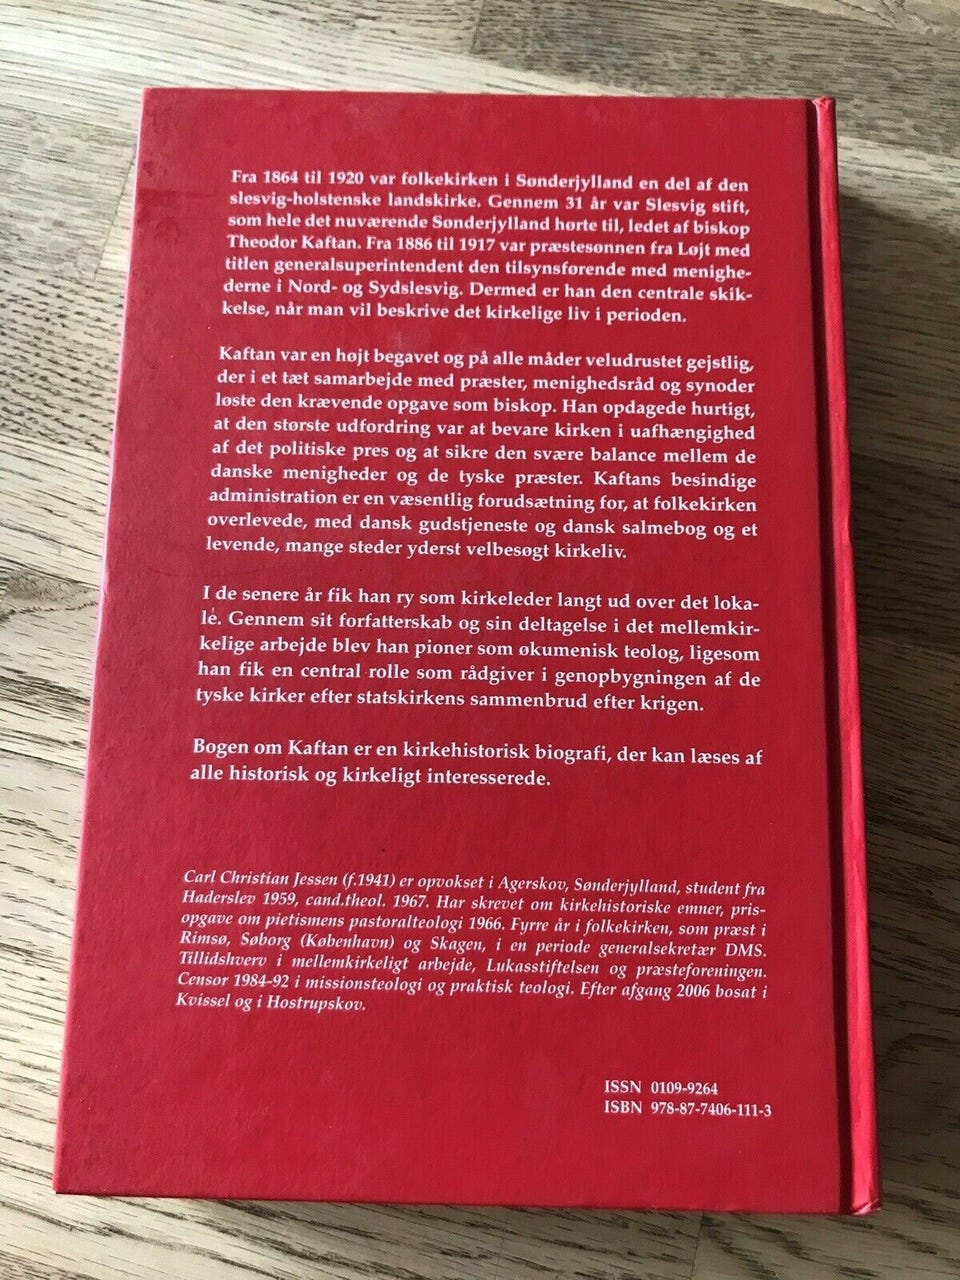 Fra 1864 til 1920 var folkekirken i Sønderjylland en del af den
slesvig-holstenske landskirke. Gennem 31 år var Slesvig stift,
som hele det nuværende Sønderjylland hørte til, ledet af biskop
Theodor Kaftan. Fra 1886 til 1917 var præstesønnen fra Løjt med
titlen generalsuperintendent den tilsynsførende med menighe-
derne i Nord- og Sydslesvig. Dermed er han den centrale skik-
kelse, når man vil beskrive det kirkelige liv i perioden.
Kaftan var en højt begavet og på alle måder veludrustet gejstlig,
der i et tæt samarbejde med præster, menighedsråd og synoder
løste den krævende opgave som biskop. Han opdagede hurtigt,
at den største udfordring var at bevare kirken i uafhængighed
af det politiske pres og at sikre den svære balance mellem de
danske menigheder og de tyske præster. Kaftans besindige
administration er en væsentlig forudsætning for, at folkekirken
overlevede, med dansk gudstjeneste og dansk salmebog og et
levende, mange steder yderst velbesøgt kirkeliv.
I de senere år fik han ry som kirkeleder langt ud over det loka-
le. Gennem sit forfatterskab og sin deltagelse i det mellemkir-
kelige arbejde blev han pioner som økumenisk teolog, ligesom
han fik en central rolle som rådgiver i genopbygningen af de
tyske kirker efter statskirkens sammenbrud efter krigen.
Bogen om Kaftan er en kirkehistorisk biografi, der kan læses af
alle historisk og kirkeligt interesserede.
Carl Christian Jessen (f.1941) er opvokset i Agerskov, Sønderjylland, student fra
Haderslev 1959, cand.theol. 1967. Har skrevet om kirkehistoriske emner, pris-
opgave om pietismens pastoralteologi 1966. Fyrre år i folkekirken, som præst i
Rimsø, Søborg (København) og Skagen, i en periode generalsekretær DMS.
Tillidshverv i mellemkirkeligt arbejde, Lukasstiftelsen og præsteforeningen.
Censor 1984-92 i missionsteologi og praktisk teologi. Efter afgang 2006 bosat i
Kvissel og i Hostrupskov.
ISSN 0109-9264
ISBN 978-87-7406-111-3